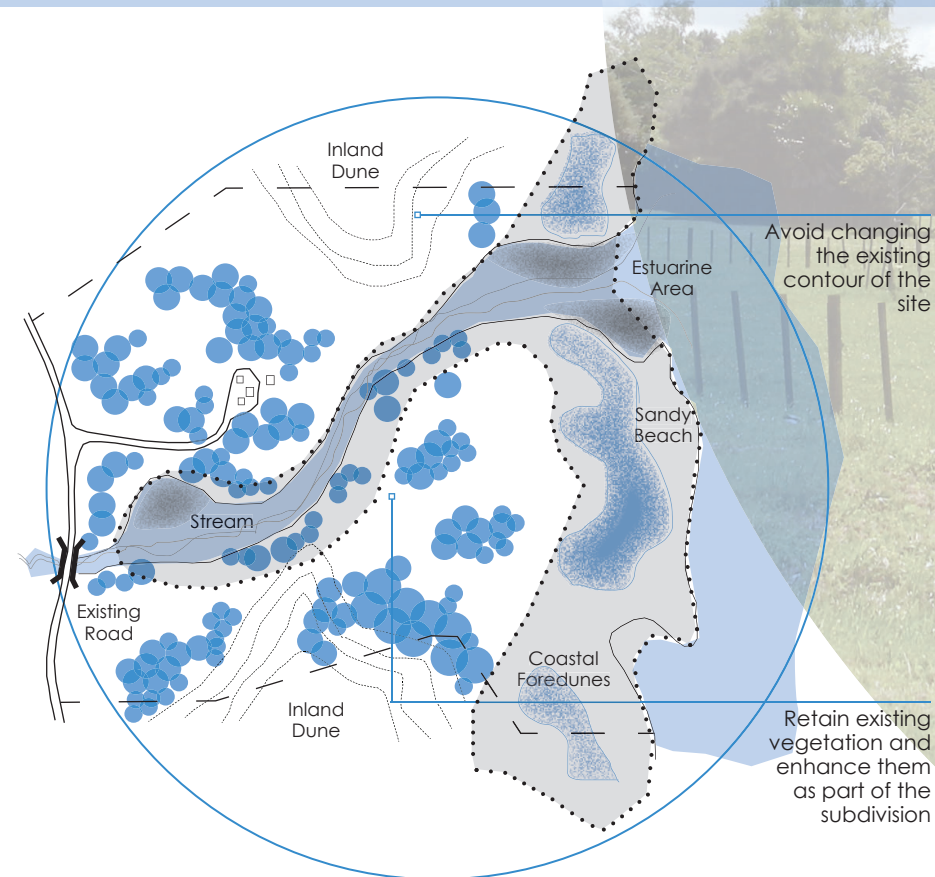 Inland
Dune
Avoid changing
the existing
contour of the
site
Estuarine
Area
Sandy
Beach
Stream
Existing
Road
Coastal
Foredunes
Inland
Dune
Retain existing
vegetation and
enhance them
as part of the
subdivision